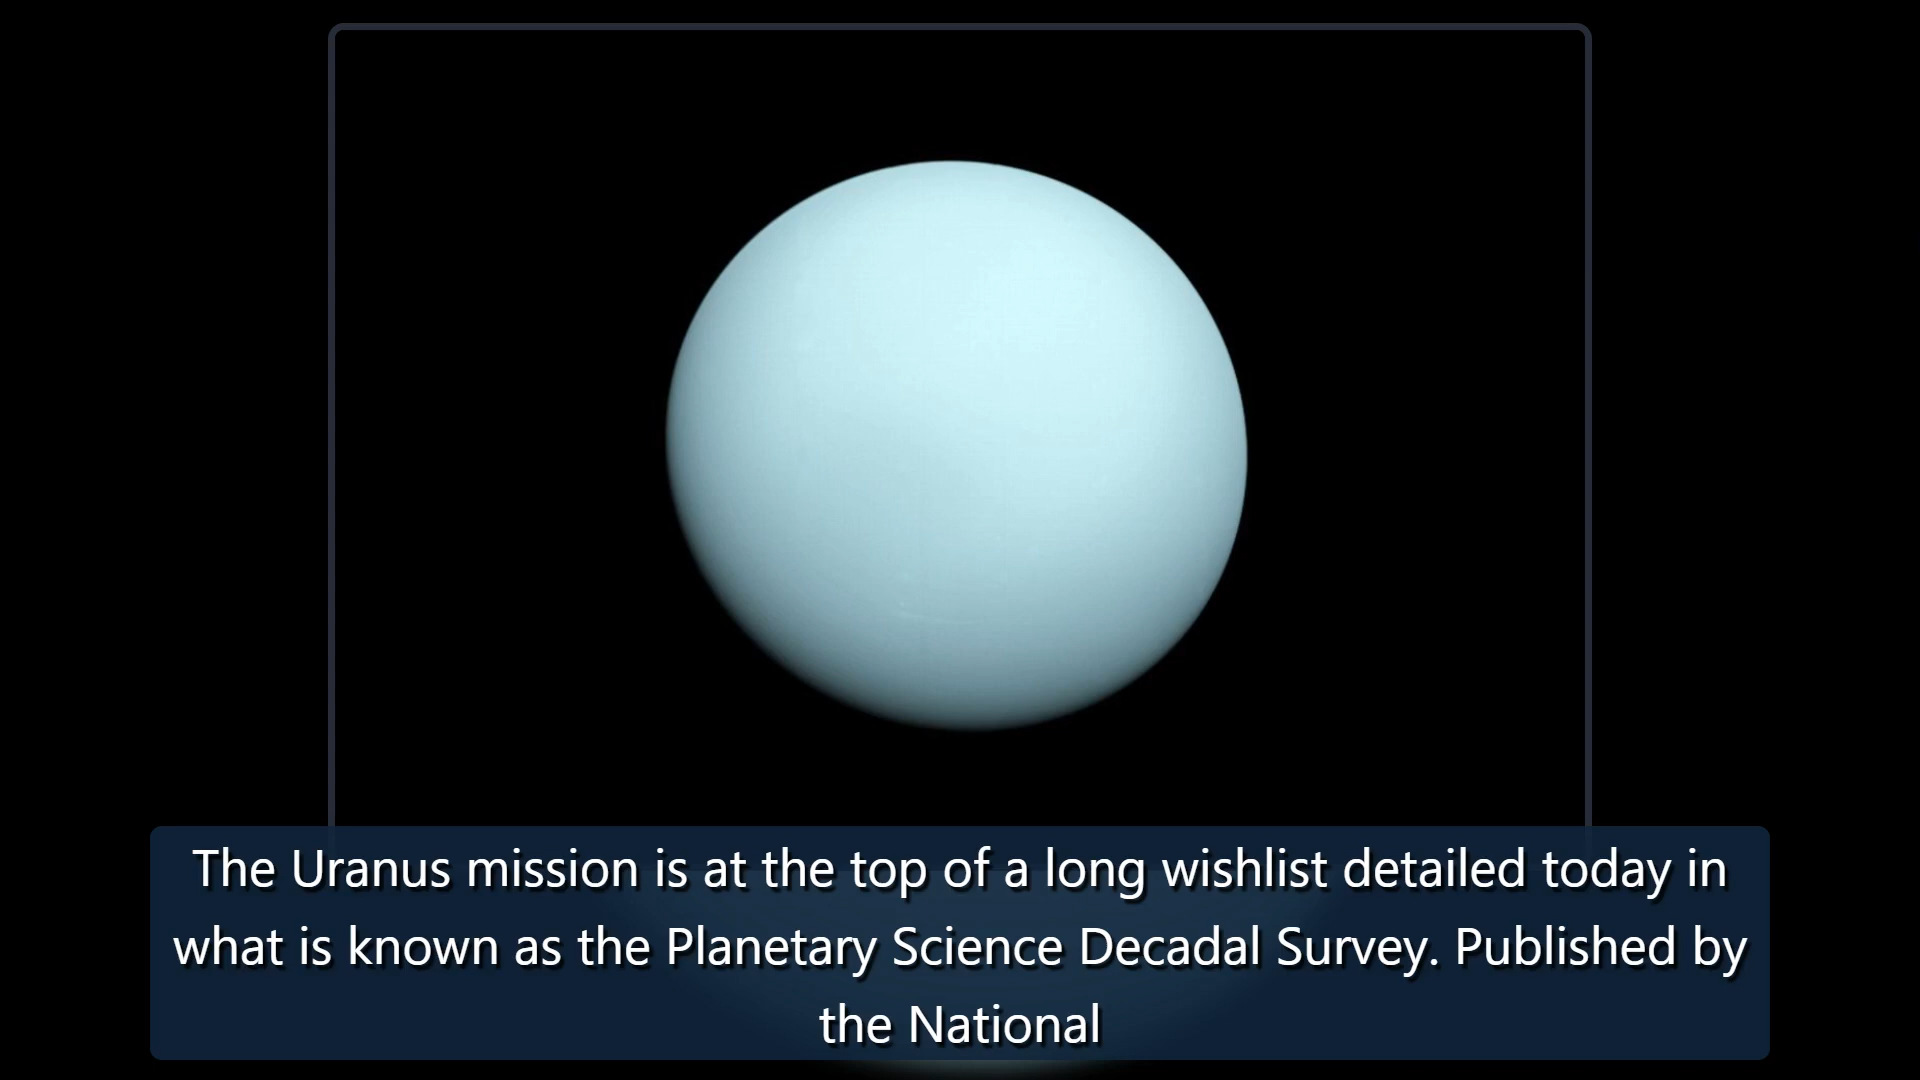 The Uranus mission is at the top of a long wishlist detailed today in
what is known as the Planetary Science Decadal Survey. Published by
the National